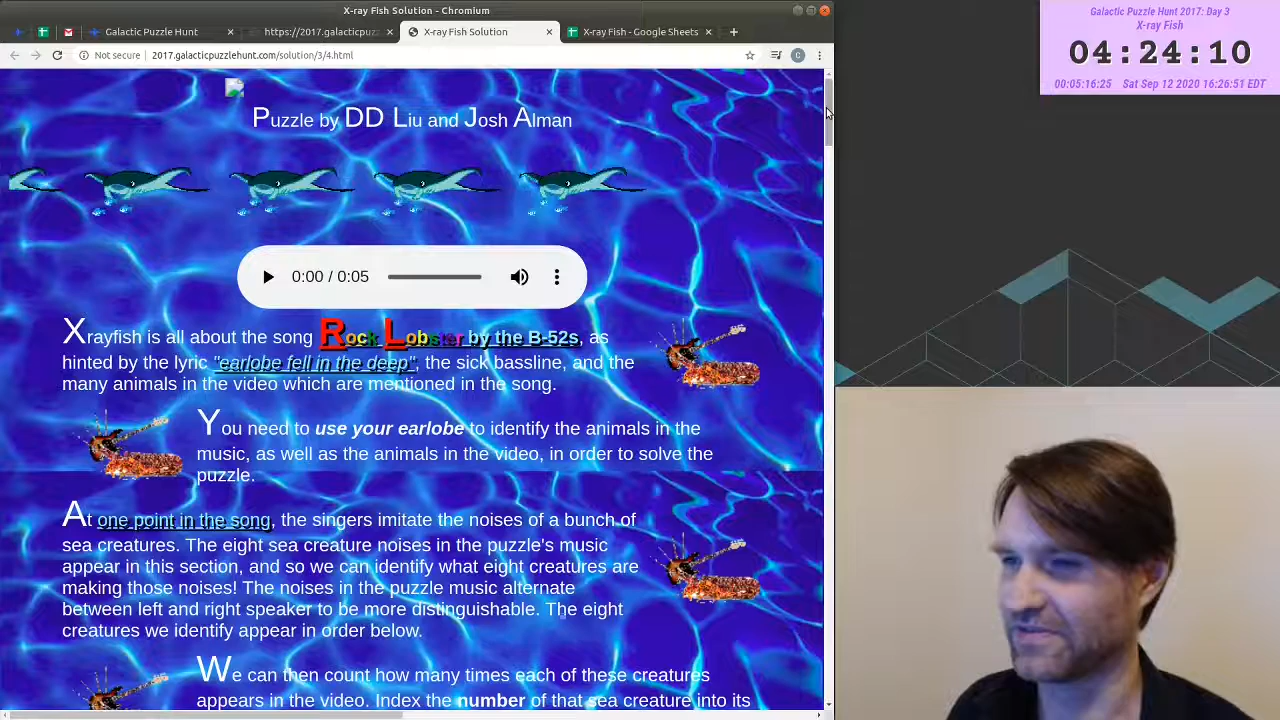 X-ray Fish Solution - Chromium
Galactic Puzzle Hunt
https://2017.galacticpuz
X-ray Fish Solution
X-ray Fish - Google Sheets
Not secure 2017.galacticpuzzlehunt.com/solution/3/4.html
Puzzle by DD Liu and Josh Alman
0:00 / 0:05
Xrayfish is all about the song Rock Lobster by the B-52s, as
hinted by the lyric "earlobe fell in the deep", the sick bassline, and the
many animals in the video which are mentioned in the song.
You need to use your earlobe to identify the animals in the
music, as well as the animals in the video, in order to solve the
puzzle.
At one point in the song, the singers imitate the noises of a bunch of
sea creatures. The eight sea creature noises in the puzzle's music
appear in this section, and so we can identify what eight creatures are
making those noises! The noises in the puzzle music alternate
between left and right speaker to be more distinguishable. The eight
creatures we identify appear in order below.
We can then count how many times each of these creatures
appears in the video. Index the number of that sea creature into its
Galactic Puzzle Hunt 2017: Day 3
X-ray Fish
04:24:10
00:05:16:25 Sat Sep 12 2020 16:26:51 EDT